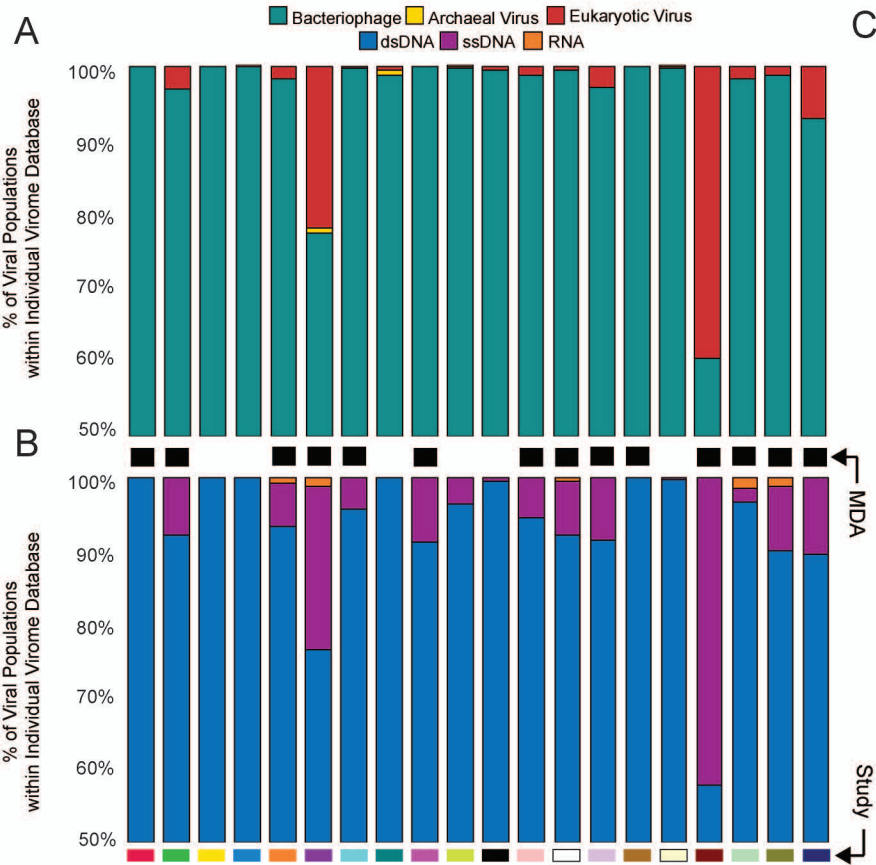 A
Bacteriophage Archaeal Virus Eukaryotic Virus
dsDNA ssDNA RNA
C
% of Viral Populations
within Individual Virome Database
100%
90%
80%
70%
60%
50%
MDA
B
% of Viral Populations
within Individual Virome Database
100%
90%
80%
70%
60%
50%
Study